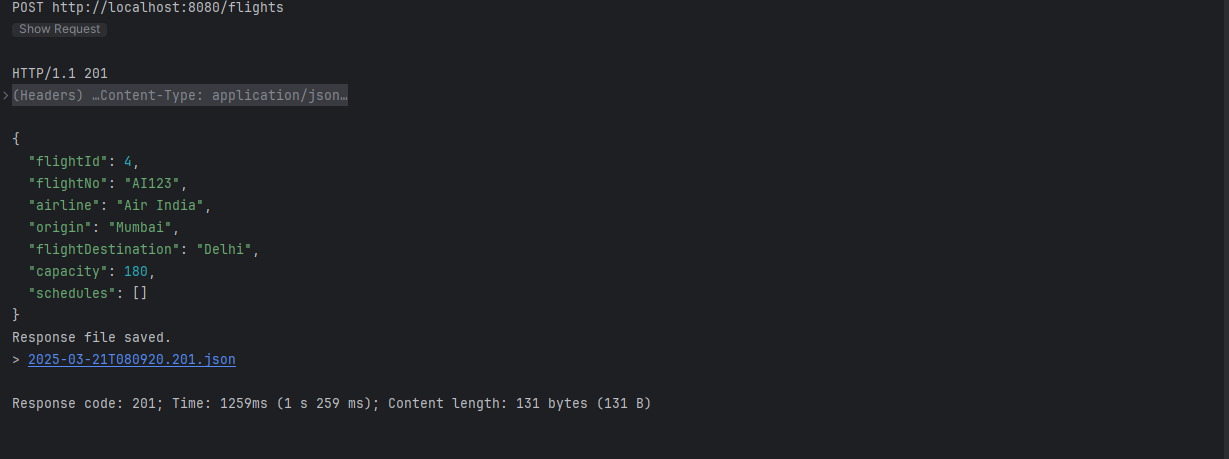 POST http://localhost:8080/flights
Show Request
HTTP/1.1 201
(Headers) …Content-Type: application/json…
{
  "flightId": 4,
  "flightNo": "AI123",
  "airline": "Air India",
  "origin": "Mumbai",
  "flightDestination": "Delhi",
  "capacity": 180,
  "schedules": []
}
Response file saved.
> 2025-03-21T080920.201.json
Response code: 201; Time: 1259ms (1 s 259 ms); Content length: 131 bytes (131 B)